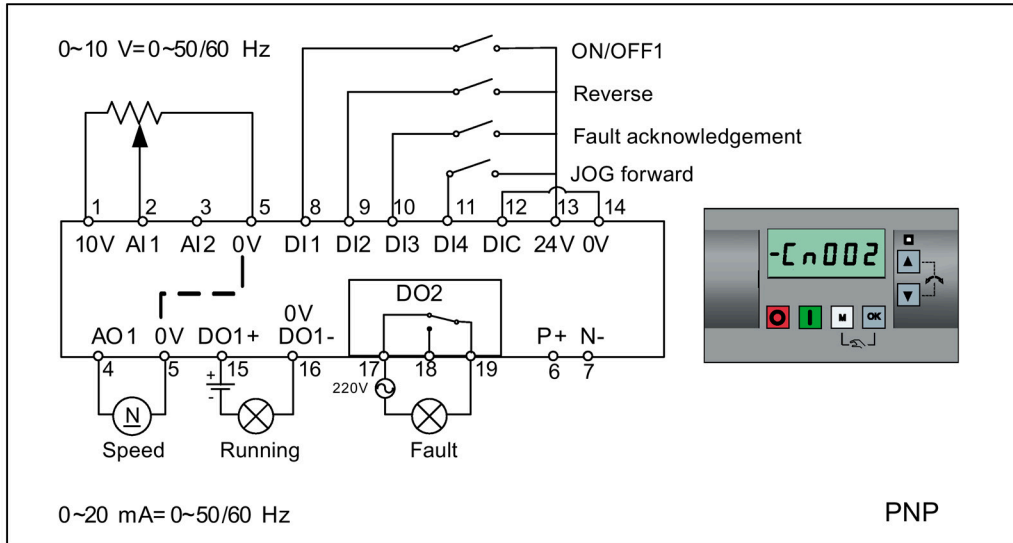 0~10 V=0~50/60 Hz
ON/OFF1
Reverse
Fault acknowledgement
JOG forward
1 2 3 5 8 9 10 11 12 13 14
10V AI1 AI2 0V DI1 DI2 DI3 DI4 DIC 24V 0V
-Cn002
DO2
0V
AO1 0V DO1+ DO1- P+ N-
4 5 15 16 17 18 19 6 7
+
-
220V
N
M OK
Speed Running Fault
0~20 mA=0~50/60 Hz
PNP